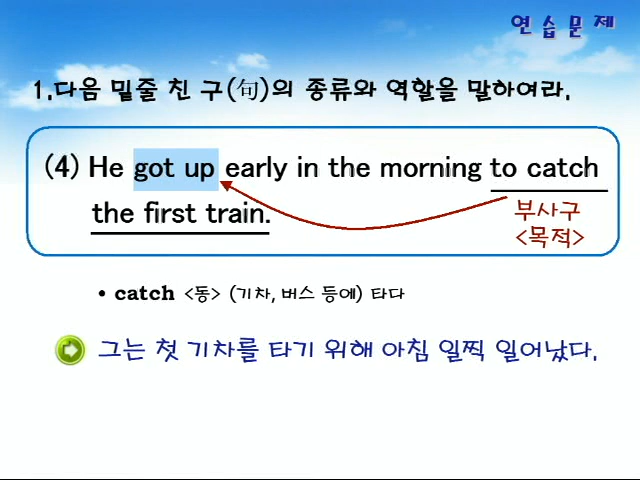 연습문제
1.다음 밑줄 친 구(句)의 종류와 역할을 말하여라.
(4) He got up early in the morning to catch
the first train.
부사구
<목적>
• catch <동> (기차, 버스 등에) 타다
그는 첫 기차를 타기 위해 아침 일찍 일어났다.